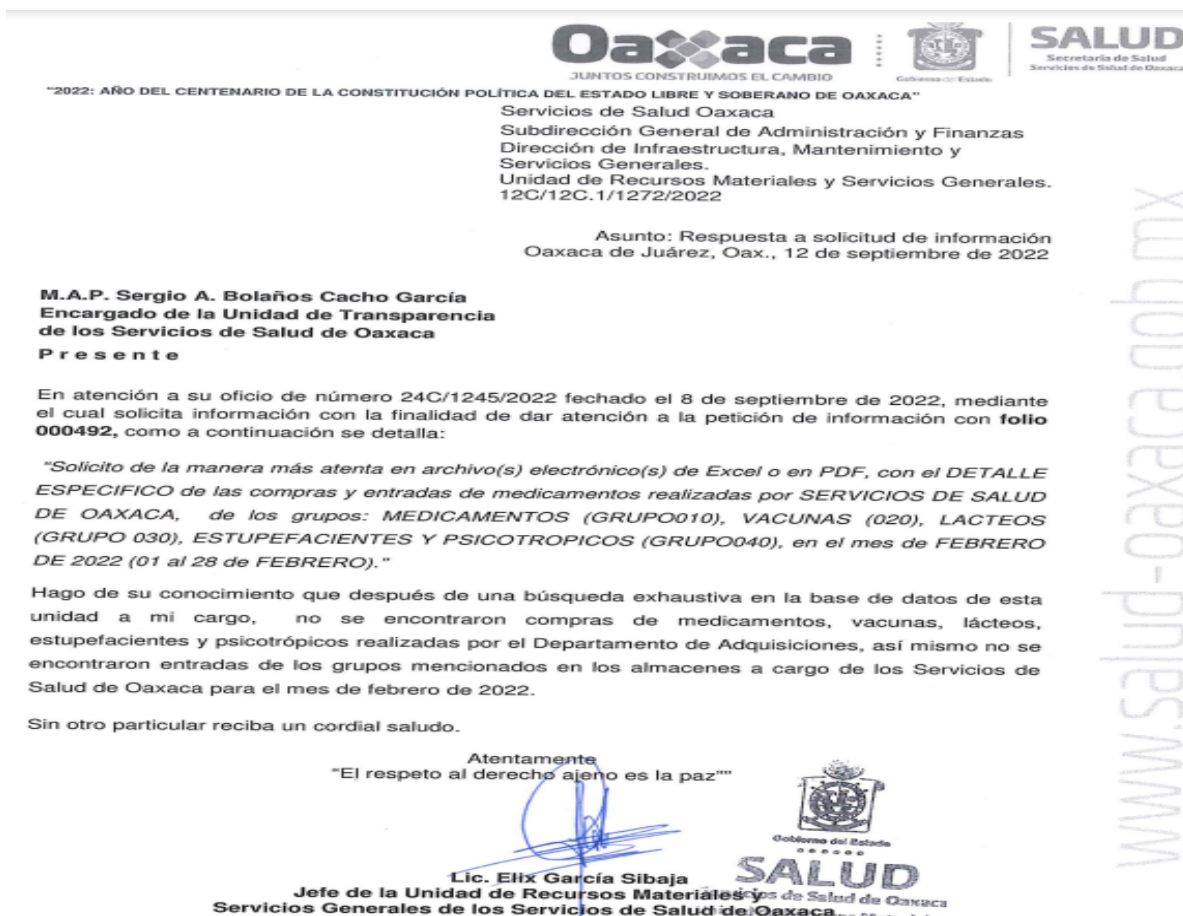 Oaxaca
JUNTOS CONSTRUIMOS EL CAMBIO
Gobierno del Estado
SALUD
Secretaría de Salud
Servicios de Salud de Oaxaca
"2022: AÑO DEL CENTENARIO DE LA CONSTITUCIÓN POLÍTICA DEL ESTADO LIBRE Y SOBERANO DE OAXACA"
Servicios de Salud Oaxaca
Subdirección General de Administración y Finanzas
Dirección de Infraestructura, Mantenimiento y
Servicios Generales.
Unidad de Recursos Materiales y Servicios Generales.
12C/12C.1/1272/2022
Asunto: Respuesta a solicitud de información
Oaxaca de Juárez, Oax., 12 de septiembre de 2022
M.A.P. Sergio A. Bolaños Cacho García
Encargado de la Unidad de Transparencia
de los Servicios de Salud de Oaxaca
P r e s e n t e
En atención a su oficio de número 24C/1245/2022 fechado el 8 de septiembre de 2022, mediante
el cual solicita información con la finalidad de dar atención a la petición de información con folio
000492, como a continuación se detalla:
"Solicito de la manera más atenta en archivo(s) electrónico(s) de Excel o en PDF, con el DETALLE
ESPECIFICO de las compras y entradas de medicamentos realizadas por SERVICIOS DE SALUD
DE OAXACA, de los grupos: MEDICAMENTOS (GRUPO010), VACUNAS (020), LACTEOS
(GRUPO 030), ESTUPEFACIENTES Y PSICOTROPICOS (GRUPO040), en el mes de FEBRERO
DE 2022 (01 al 28 de FEBRERO)."
Hago de su conocimiento que después de una búsqueda exhaustiva en la base de datos de esta
unidad a mi cargo, no se encontraron compras de medicamentos, vacunas, lácteos,
estupefacientes y psicotrópicos realizadas por el Departamento de Adquisiciones, así mismo no se
encontraron entradas de los grupos mencionados en los almacenes a cargo de los Servicios de
Salud de Oaxaca para el mes de febrero de 2022.
Sin otro particular reciba un cordial saludo.
Atentamente
"El respeto al derecho ajeno es la paz""
Gobierno del Estado
SALUD
Servicios de Salud de Oaxaca
Lic. Elix García Sibaja
Jefe de la Unidad de Recursos Materiales y
Servicios Generales de los Servicios de Salud de Oaxaca
www.salud-oaxaca.gob.mx